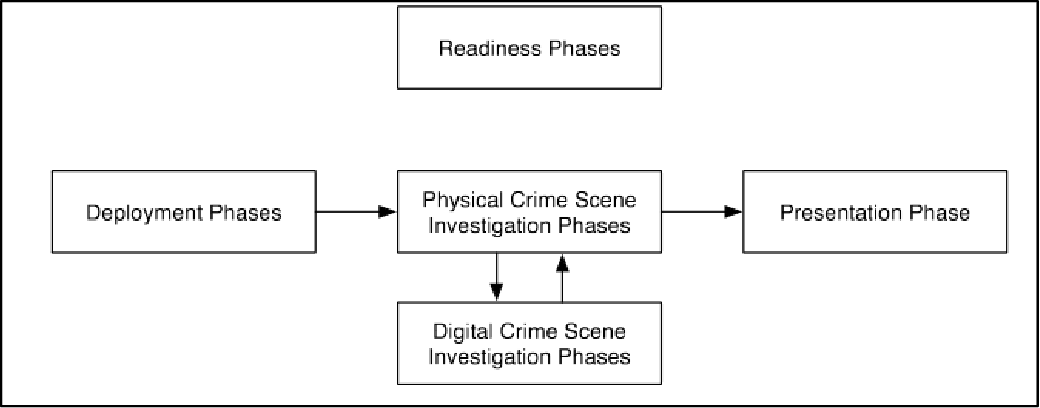 Readiness Phases
Deployment Phases
Physical Crime Scene
Investigation Phases
Presentation Phase
Digital Crime Scene
Investigation Phases